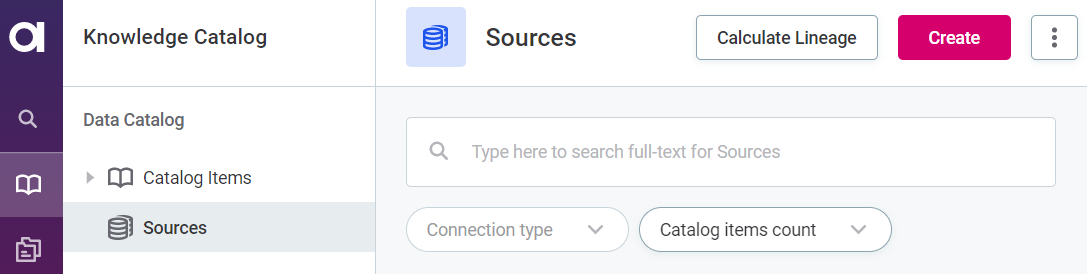 Knowledge Catalog
Sources
Calculate Lineage
Create
Data Catalog
Type here to search full-text for Sources
Catalog Items
Sources
Connection type
Catalog items count